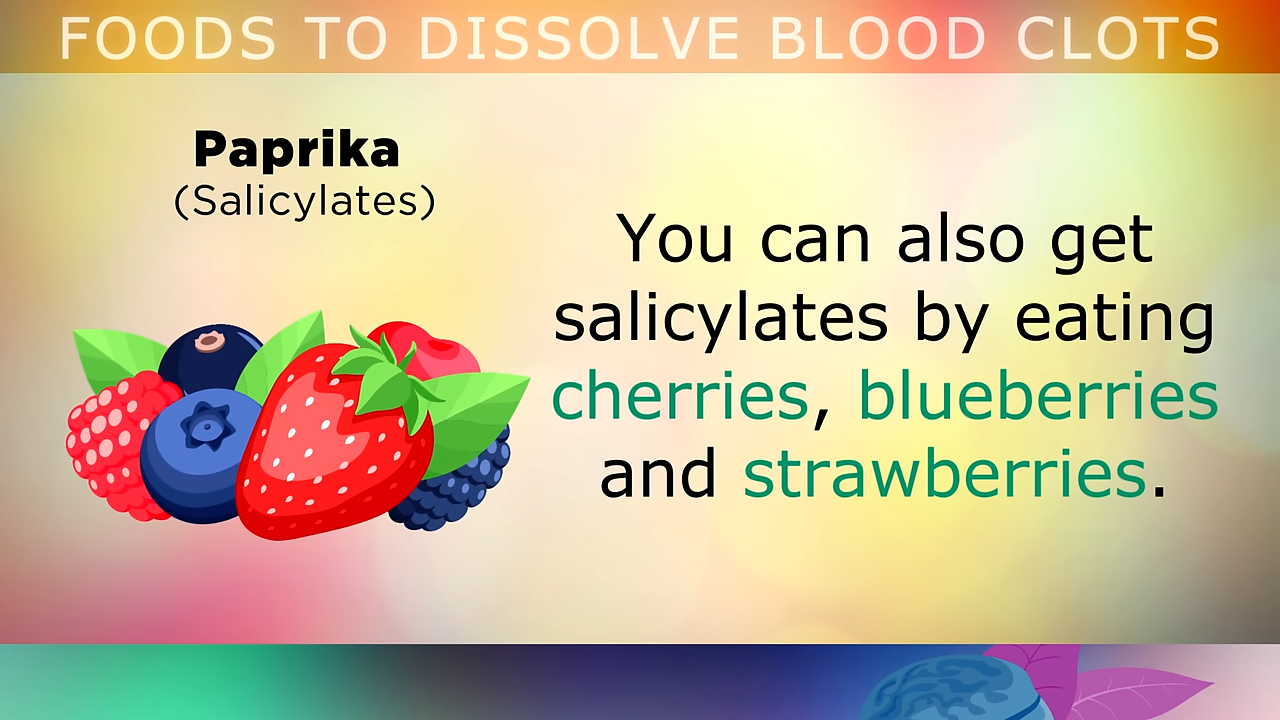 FOODS TO DISSOLVE BLOOD CLOTS
Paprika
(Salicylates)
You can also get
salicylates by eating
cherries, blueberries
and strawberries.